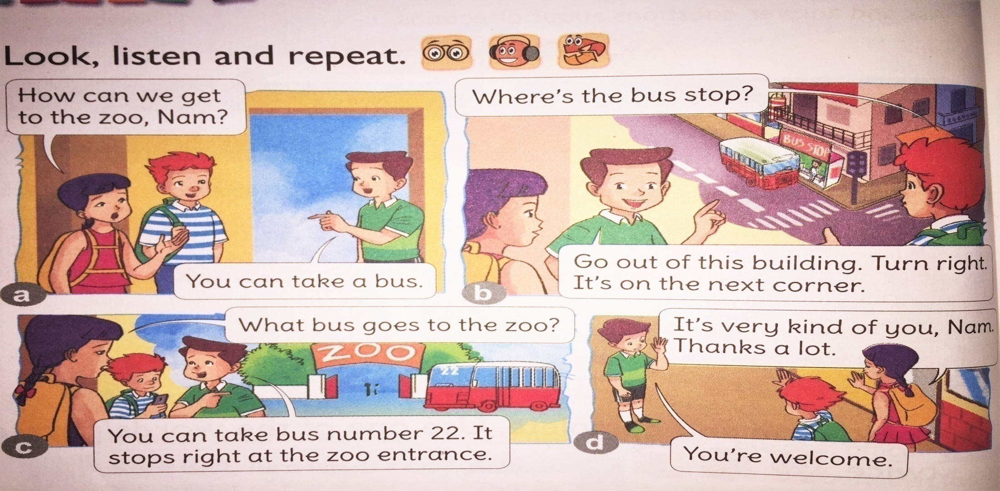 Look, listen and repeat.
How can we get
to the zoo, Nam?
You can take a bus.
a
Where's the bus stop?
BUS STOP
Go out of this building. Turn right.
It's on the next corner.
b
What bus goes to the zoo?
ZOO
22
You can take bus number 22. It
stops right at the zoo entrance.
c
It's very kind of you, Nam.
Thanks a lot.
You're welcome.
d